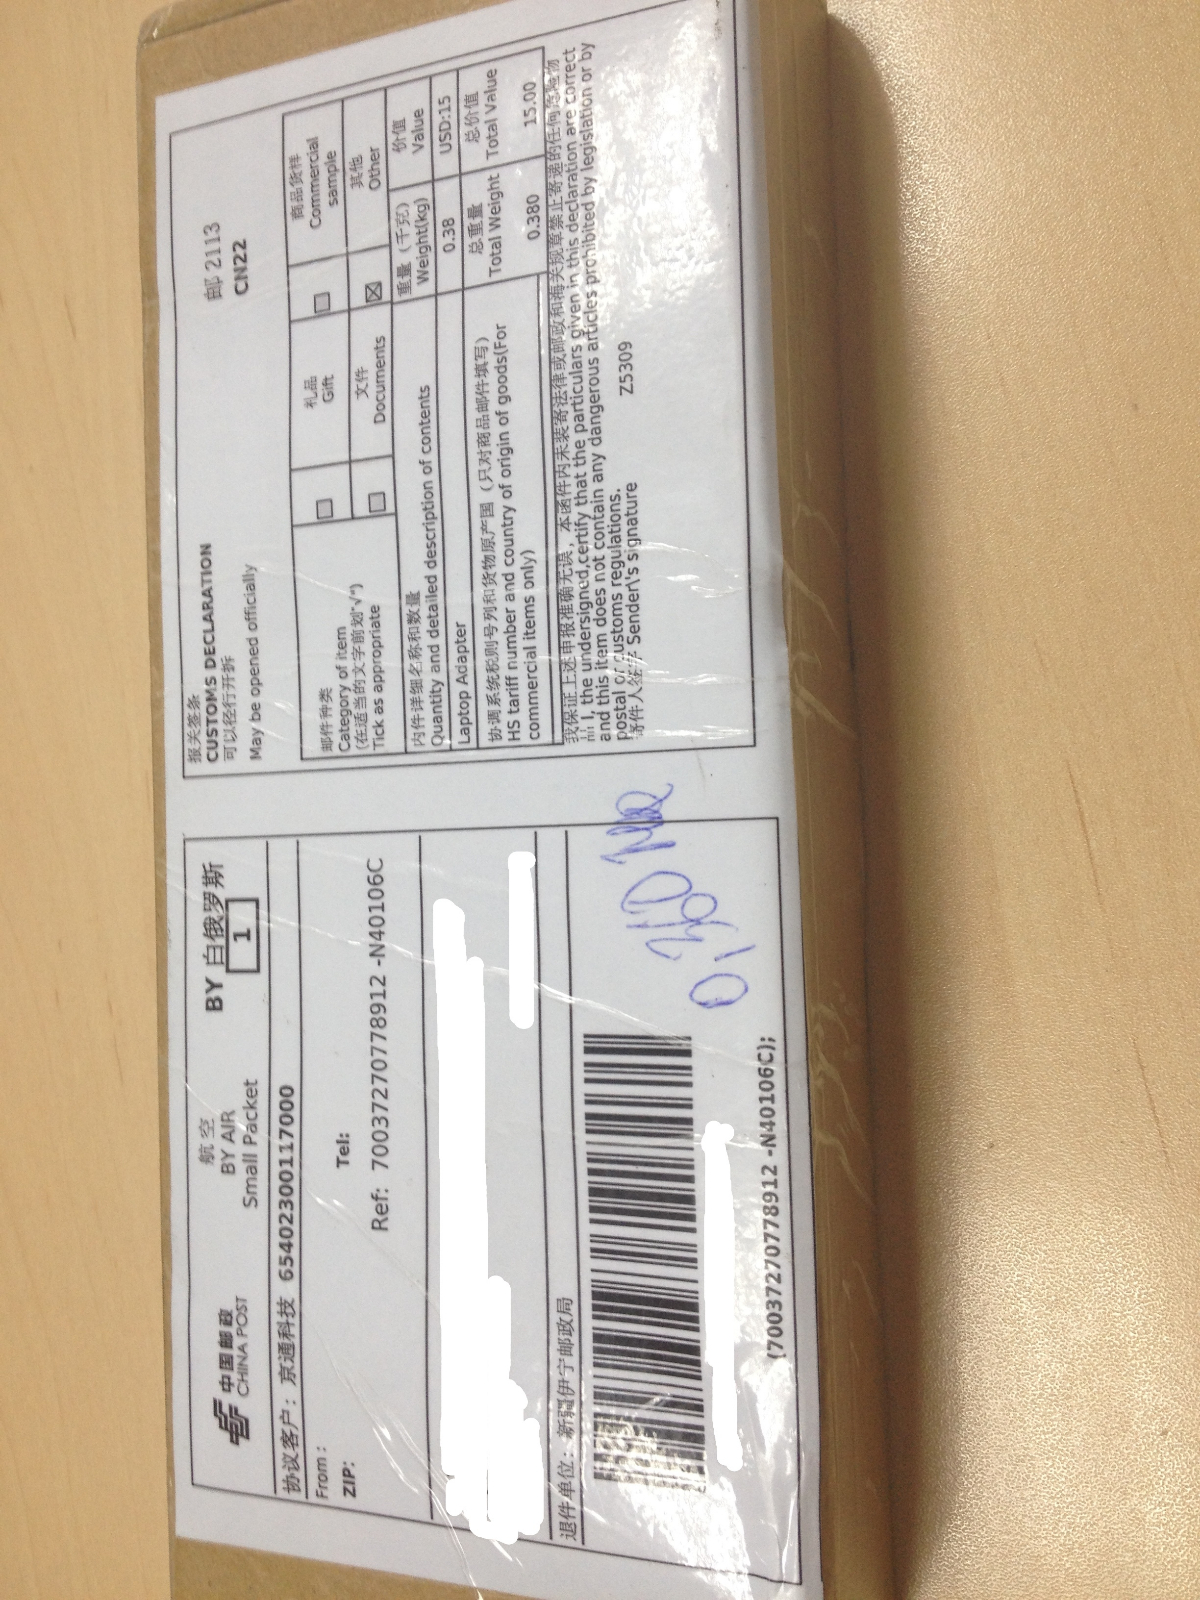 中国邮政
CHINA POST
航空
BY AIR
Small Packet
BY 白俄罗斯
1
协议客户: 京通科技 65402300117000
From:
Tel:
ZIP:
Ref: 7003727077​8912 -N40106C
退件单位: 新疆伊宁邮政局
(70037270778912 -N40106C);
报关签条
CUSTOMS DECLARATION
可以径行开拆
May be opened officially
邮 2113
CN22
邮件种类
Category of item
(在适当的文字前划"√")
Tick as appropriate
礼品
Gift
商品货样
Commercial
sample
文件
Documents
其他
Other
内件详细名称和数量
Quantity and detailed description of contents
重量 (千克)
Weight(kg)
价值
Value
Laptop Adapter
0.38
USD:15
协调系统税则号列和货物原产国 (只对商品邮件填写)
HS tariff number and country of origin of goods(For
commercial items only)
总重量
Total Weight
总价值
Total Value
0.380
15.00
我保证上述申报准确无误, 本函件内未装寄法律或邮政和海关规章禁止寄递的任何危险物
品 I, the undersigned,certify that the particulars given in this declaration are correct
and this item does not contain any dangerous articles prohibited by legislation or by
postal or customs regulations.
寄件人签字 Sender\'s signature
Z5309